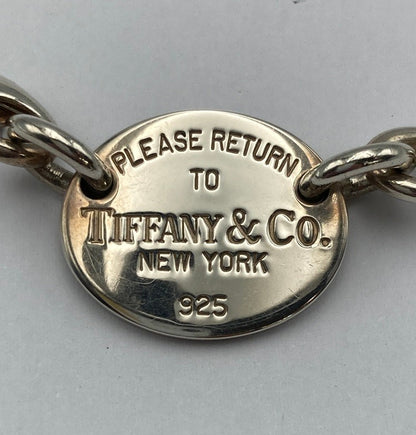 PLEASE RETURN
TO
TIFFANY & CO.
NEW YORK
925